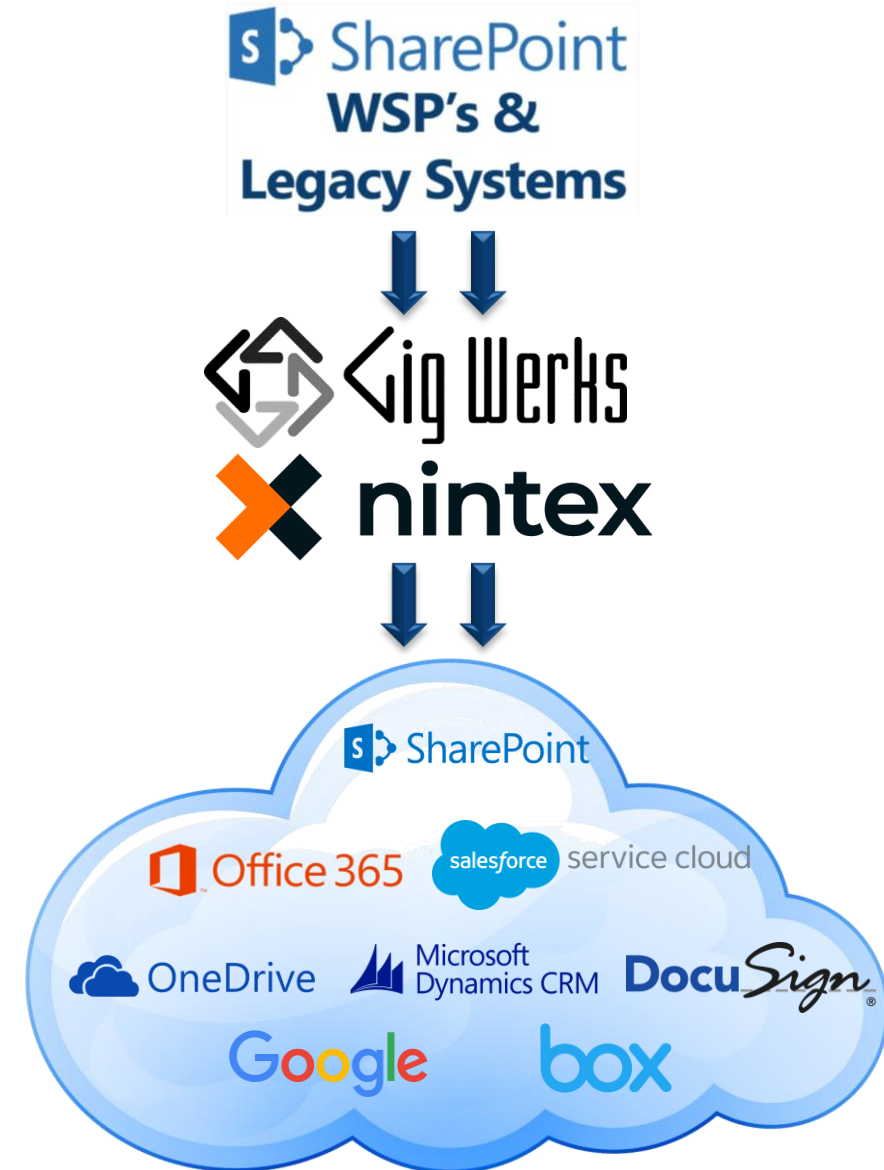 S SharePoint
WSP's &
Legacy Systems
Gig Werks
nintex
S SharePoint
Office 365
salesforce service cloud
OneDrive
Microsoft
Dynamics CRM
DocuSign®
Google
box